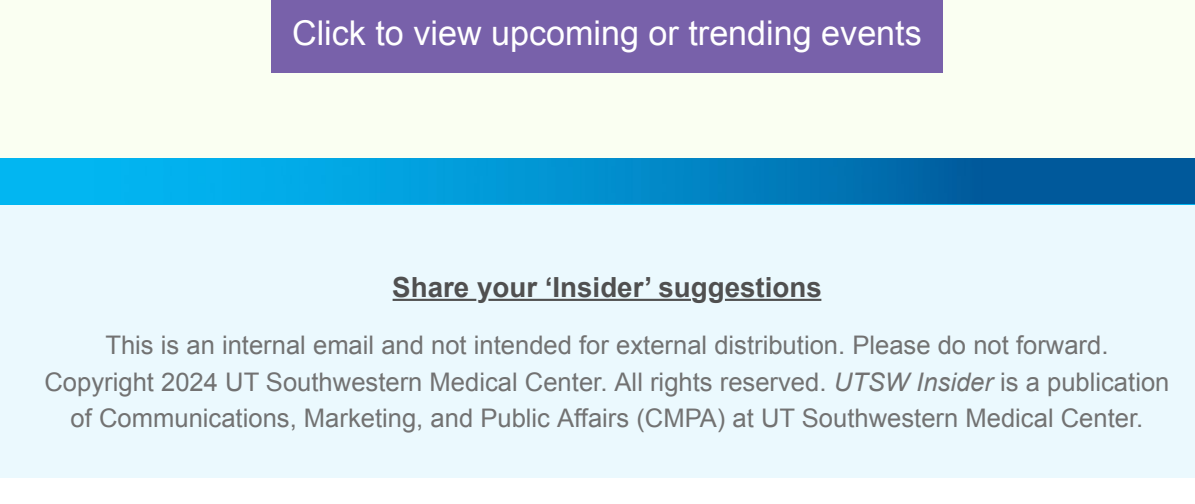 Click to view upcoming or trending events
Share your ‘Insider’ suggestions
This is an internal email and not intended for external distribution. Please do not forward.
Copyright 2024 UT Southwestern Medical Center. All rights reserved. UTSW Insider is a publication
of Communications, Marketing, and Public Affairs (CMPA) at UT Southwestern Medical Center.